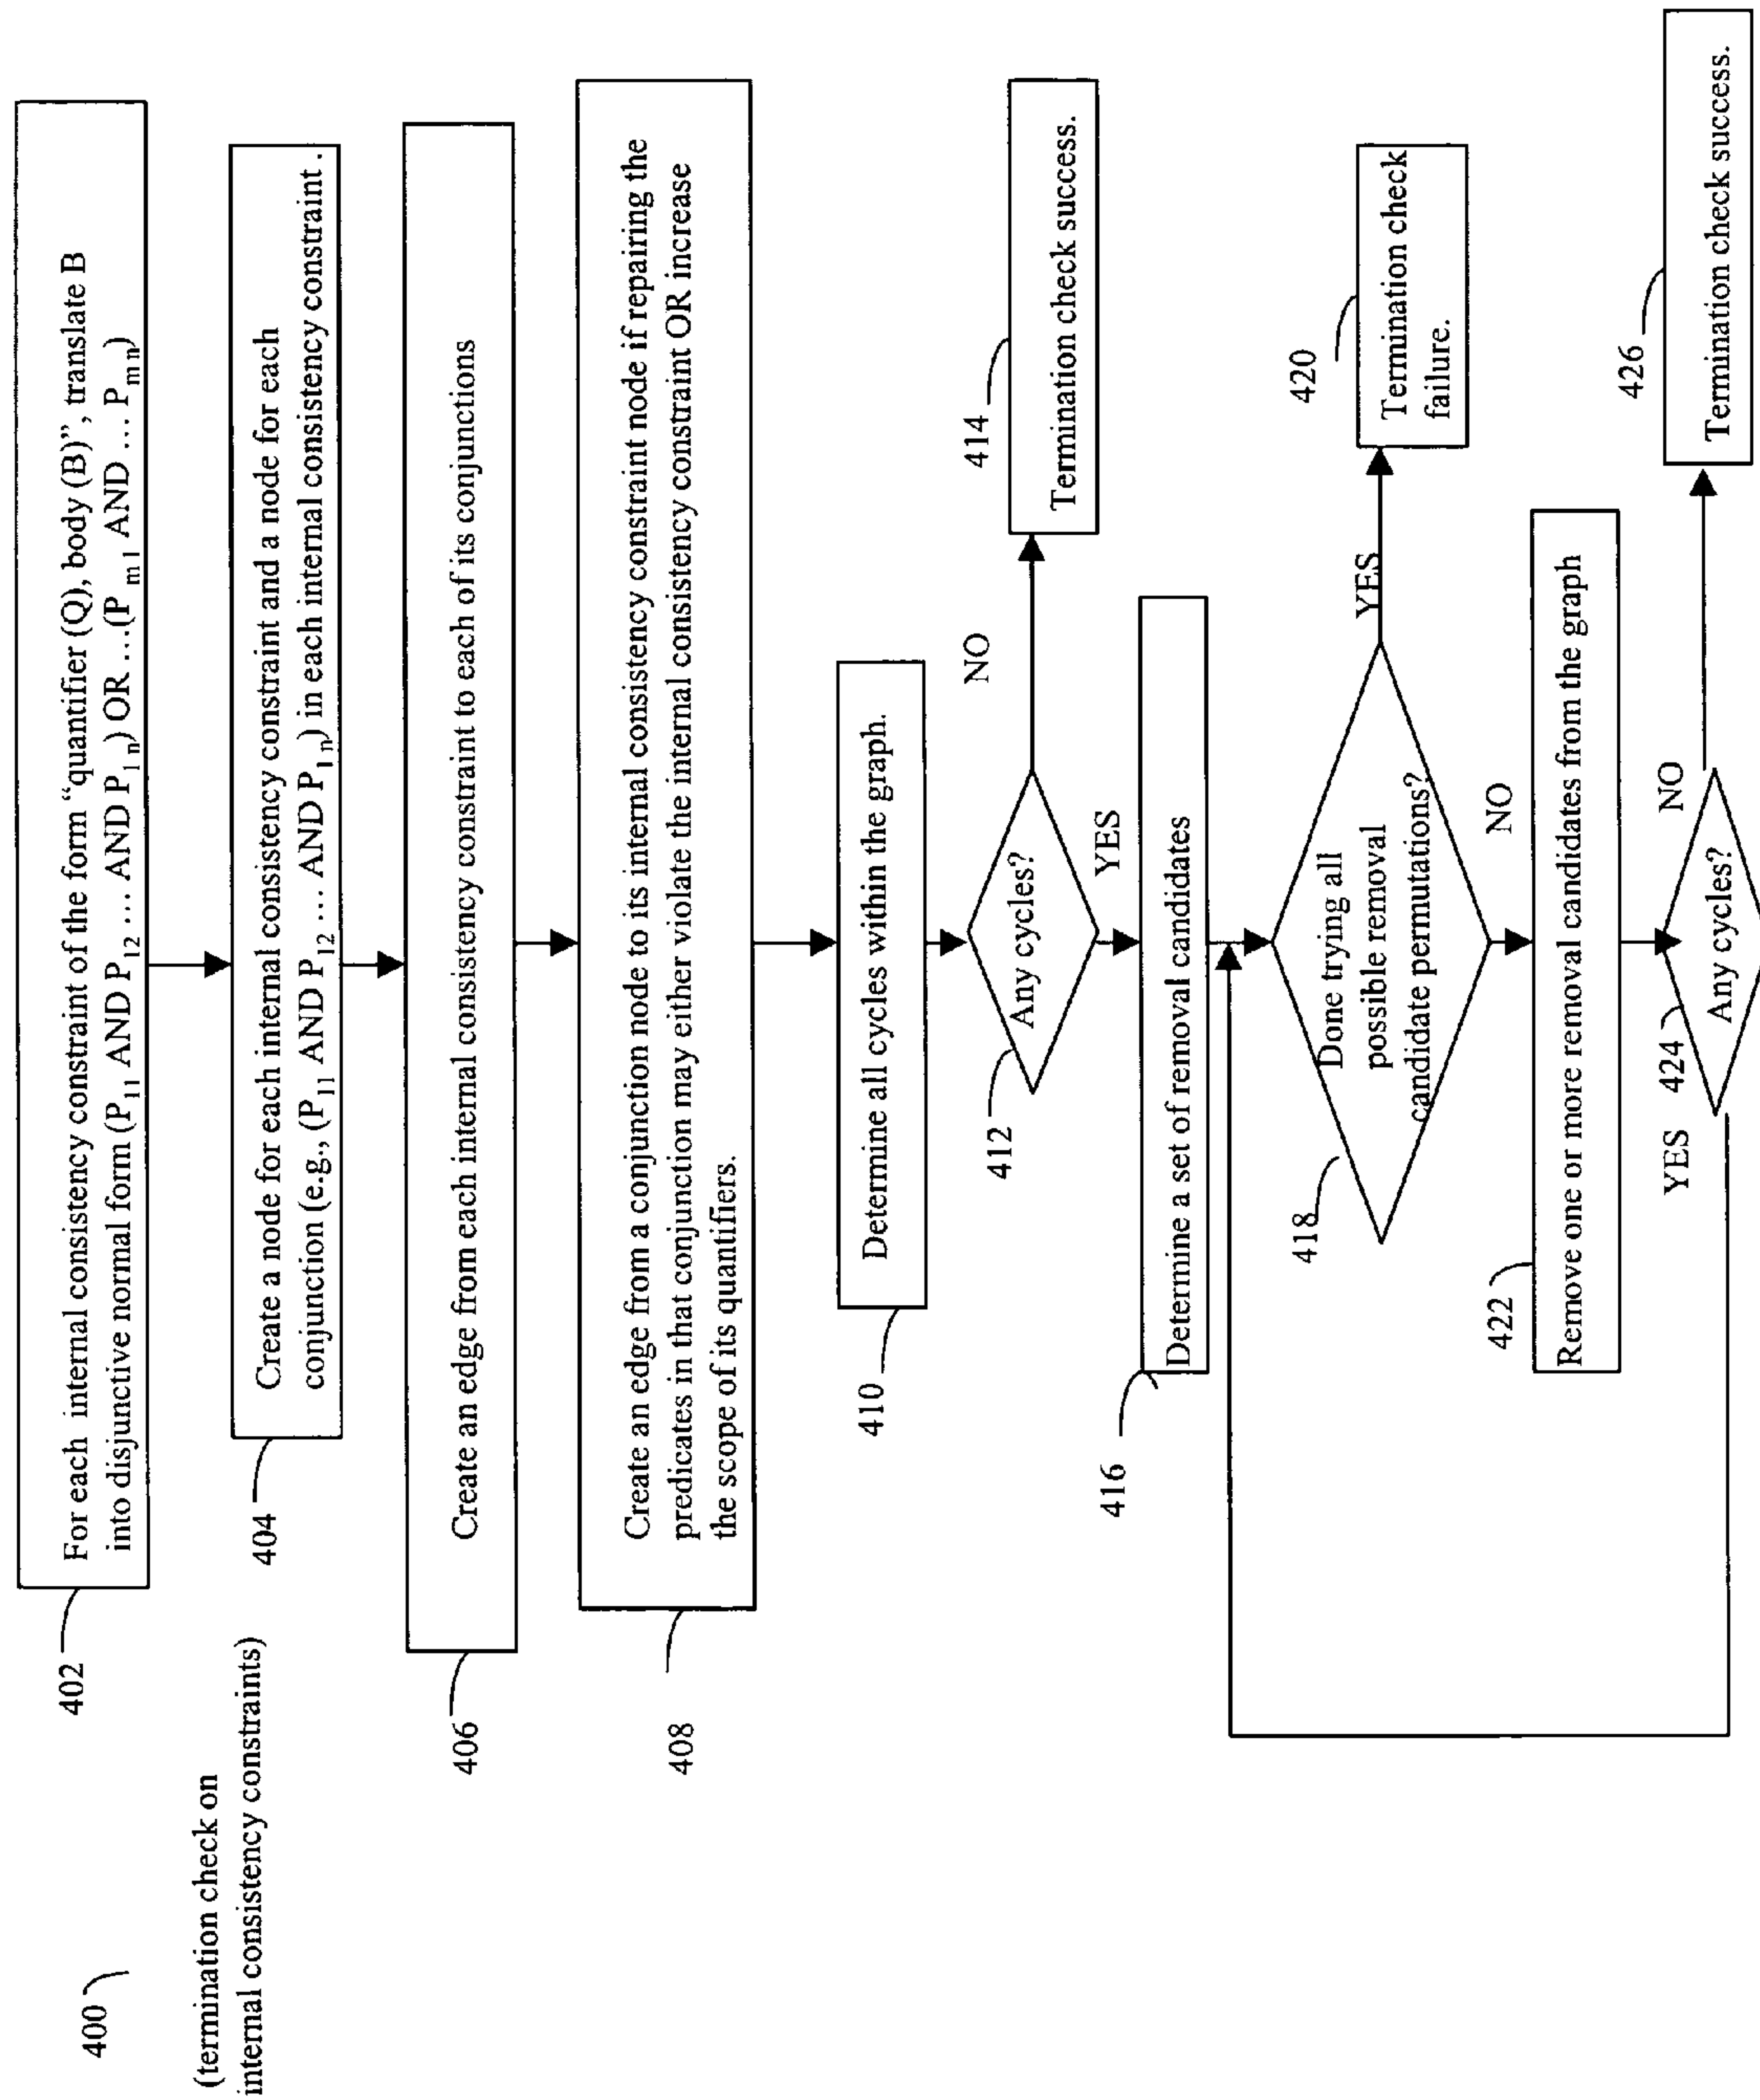 400
(termination check on
internal consistency constraints)
402
For each internal consistency constraint of the form “quantifier (Q), body (B)”, translate B
into disjunctive normal form (P11 AND P12 ... AND P1n) OR ...(Pm1 AND ... Pmn)
404
Create a node for each internal consistency constraint and a node for each
conjunction (e.g., (P11 AND P12 ... AND P1n) in each internal consistency constraint .
406
Create an edge from each internal consistency constraint to each of its conjunctions
408
Create an edge from a conjunction node to its internal consistency constraint node if repairing the
predicates in that conjunction may either violate the internal consistency constraint OR increase
the scope of its quantifiers.
410
Determine all cycles within the graph.
412
Any cycles?
NO
414
Termination check success.
YES
416
Determine a set of removal candidates
418
Done trying all
possible removal
candidate permutations?
YES
420
Termination check
failure.
NO
422
Remove one or more removal candidates from the graph
424
Any cycles?
YES
NO
426
Termination check success.